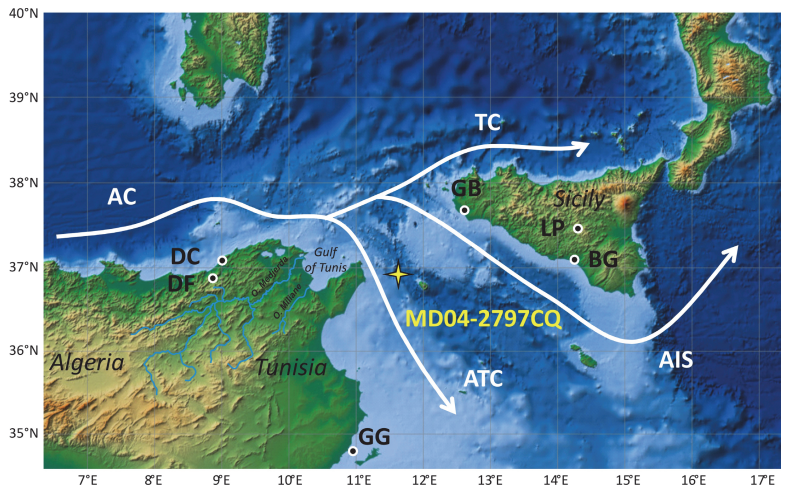 40°N
39°N
TC
38°N
AC
GB
Sicily
LP
DC
Gulf
of Tunis
BG
37°N
DF
O. Medjerda
O. Miliane
MD04-2797CQ
36°N
Algeria
Tunisia
AIS
ATC
35°N
GG
7°E 8°E 9°E 10°E 11°E 12°E 13°E 14°E 15°E 16°E 17°E